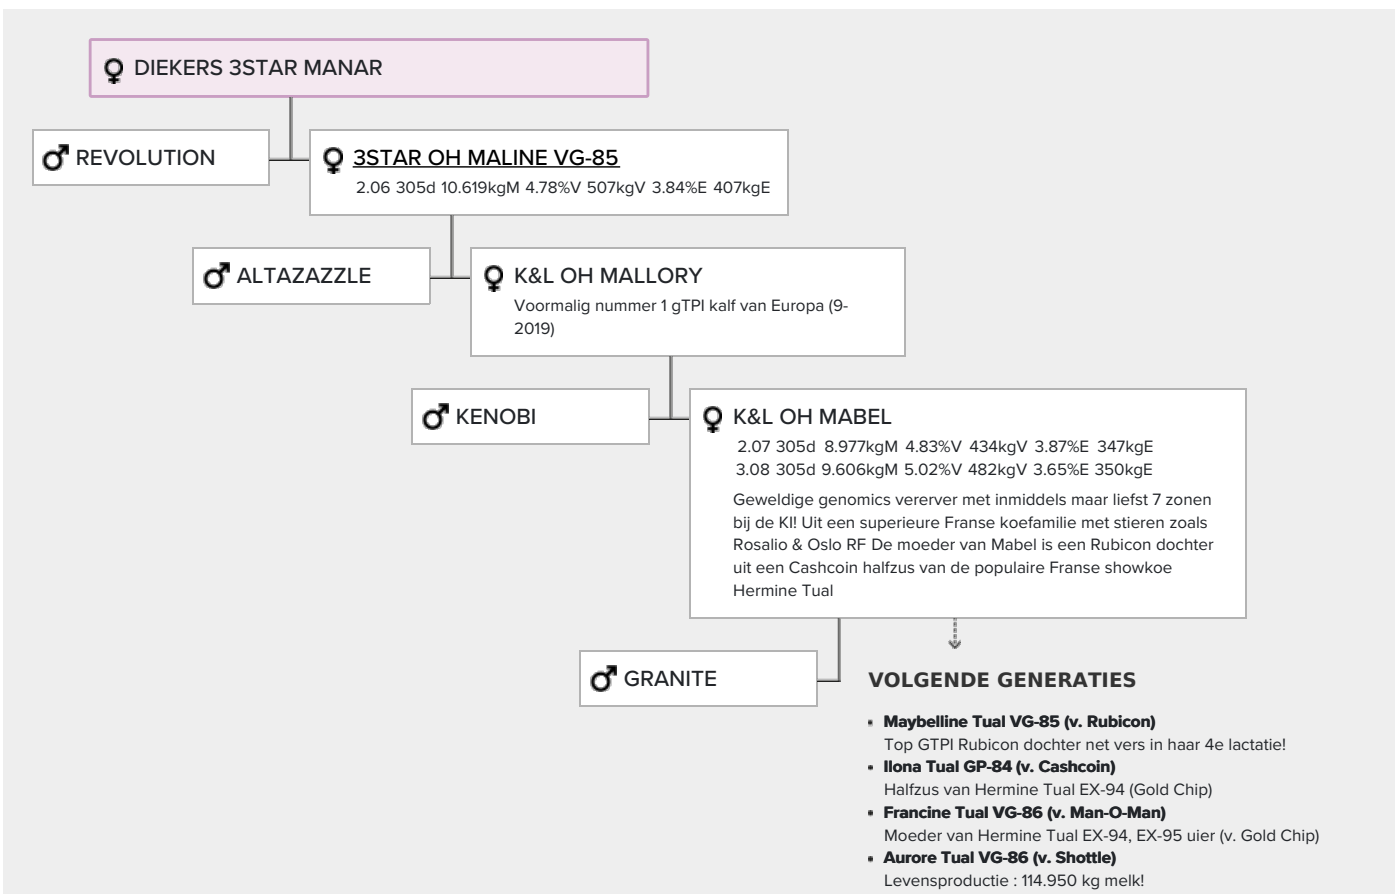 DIEKERS 3STAR MANAR
REVOLUTION
3STAR OH MALINE VG-85
2.06 305d 10.619kgM 4.78%V 507kgV 3.84%E 407kgE
ALTAZAZZLE
K&L OH MALLORY
Voormalig nummer 1 gTPI kalf van Europa (9-
2019)
KENOBI
K&L OH MABEL
2.07 305d 8.977kgM 4.83%V 434kgV 3.87%E 347kgE
3.08 305d 9.606kgM 5.02%V 482kgV 3.65%E 350kgE
Geweldige genomics vererver met inmiddels maar liefst 7 zonen
bij de KI! Uit een superieure Franse koefamilie met stieren zoals
Rosalio & Oslo RF De moeder van Mabel is een Rubicon dochter
uit een Cashcoin halfzus van de populaire Franse showkoe
Hermine Tual
GRANITE
VOLGENDE GENERATIES
• Maybelline Tual VG-85 (v. Rubicon)
Top GTPI Rubicon dochter net vers in haar 4e lactatie!
• Ilona Tual GP-84 (v. Cashcoin)
Halfzus van Hermine Tual EX-94 (Gold Chip)
• Francine Tual VG-86 (v. Man-O-Man)
Moeder van Hermine Tual EX-94, EX-95 uier (v. Gold Chip)
• Aurore Tual VG-86 (v. Shottle)
Levensproductie : 114.950 kg melk!